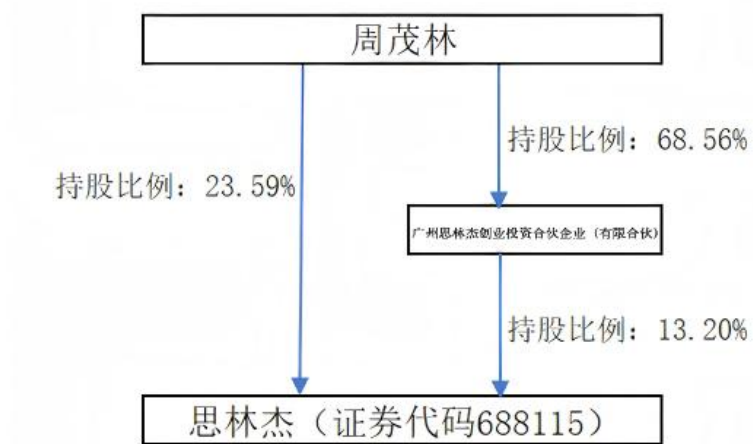 周茂林
持股比例：68.56%
持股比例：23.59%
广州思林杰创业投资合伙企业（有限合伙）
持股比例：13.20%
思林杰（证券代码688115）